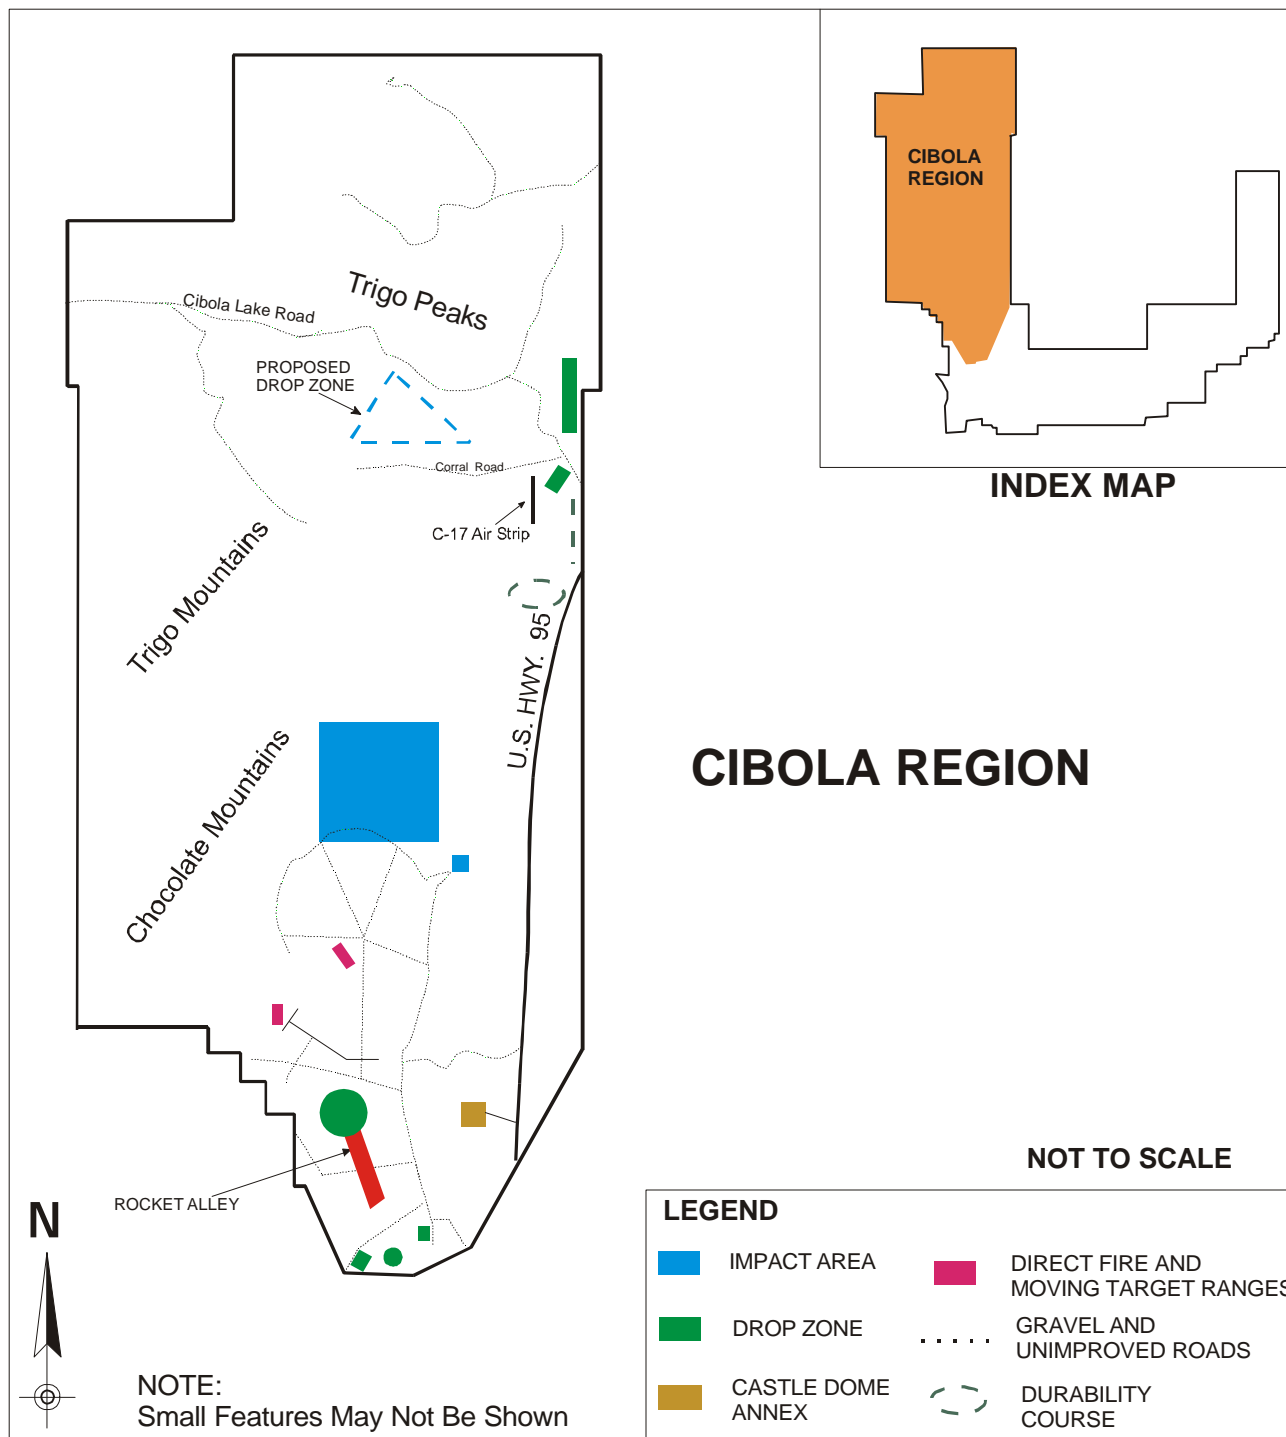 CIBOLA
REGION
INDEX MAP
Trigo Peaks
Cibola Lake Road
PROPOSED
DROP ZONE
Corral Road
C-17 Air Strip
Trigo Mountains
U.S. HWY. 95
CIBOLA REGION
Chocolate Mountains
ROCKET ALLEY
N
NOT TO SCALE
LEGEND
IMPACT AREA
DIRECT FIRE AND
MOVING TARGET RANGES
DROP ZONE
GRAVEL AND
UNIMPROVED ROADS
CASTLE DOME
ANNEX
DURABILITY
COURSE
NOTE:
Small Features May Not Be Shown